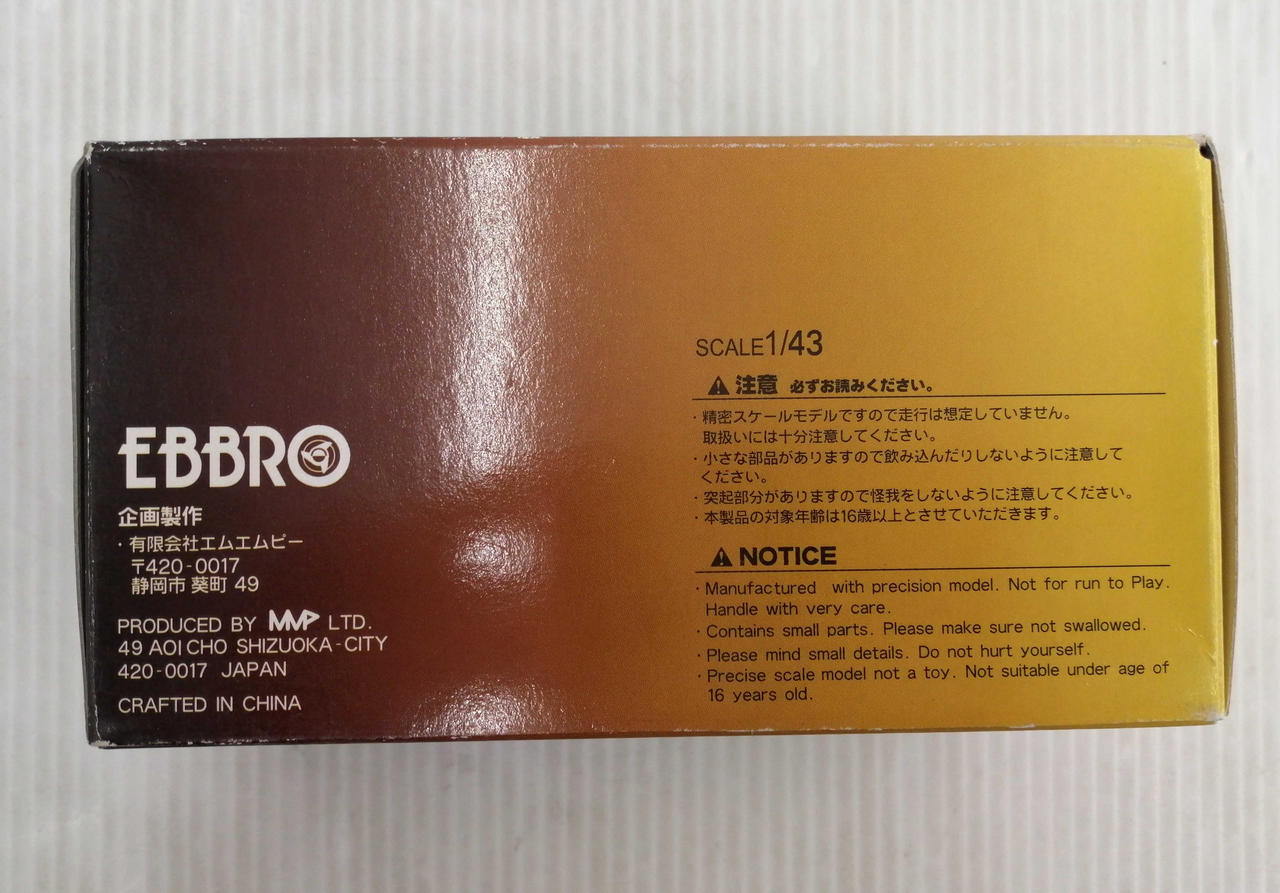 EBBRO
企画製作
・有限会社エムエムピー
〒420-0017
静岡市 葵町 49
PRODUCED BY MMP LTD.
49 AOI CHO SHIZUOKA-CITY
420-0017 JAPAN
CRAFTED IN CHINA
SCALE1/43
注意 必ずお読みください。
・精密スケールモデルですので走行は想定していません。
取扱いには十分注意してください。
・小さな部品がありますので飲み込んだりしないように注意して
ください。
・突起部分がありますので怪我をしないように注意してください。
・本製品の対象年齢は16歳以上とさせていただきます。
NOTICE
・Manufactured with precision model. Not for run to Play.
Handle with very care.
・Contains small parts. Please make sure not swallowed.
・Please mind small details. Do not hurt yourself.
・Precise scale model not a toy. Not suitable under age of
16 years old.